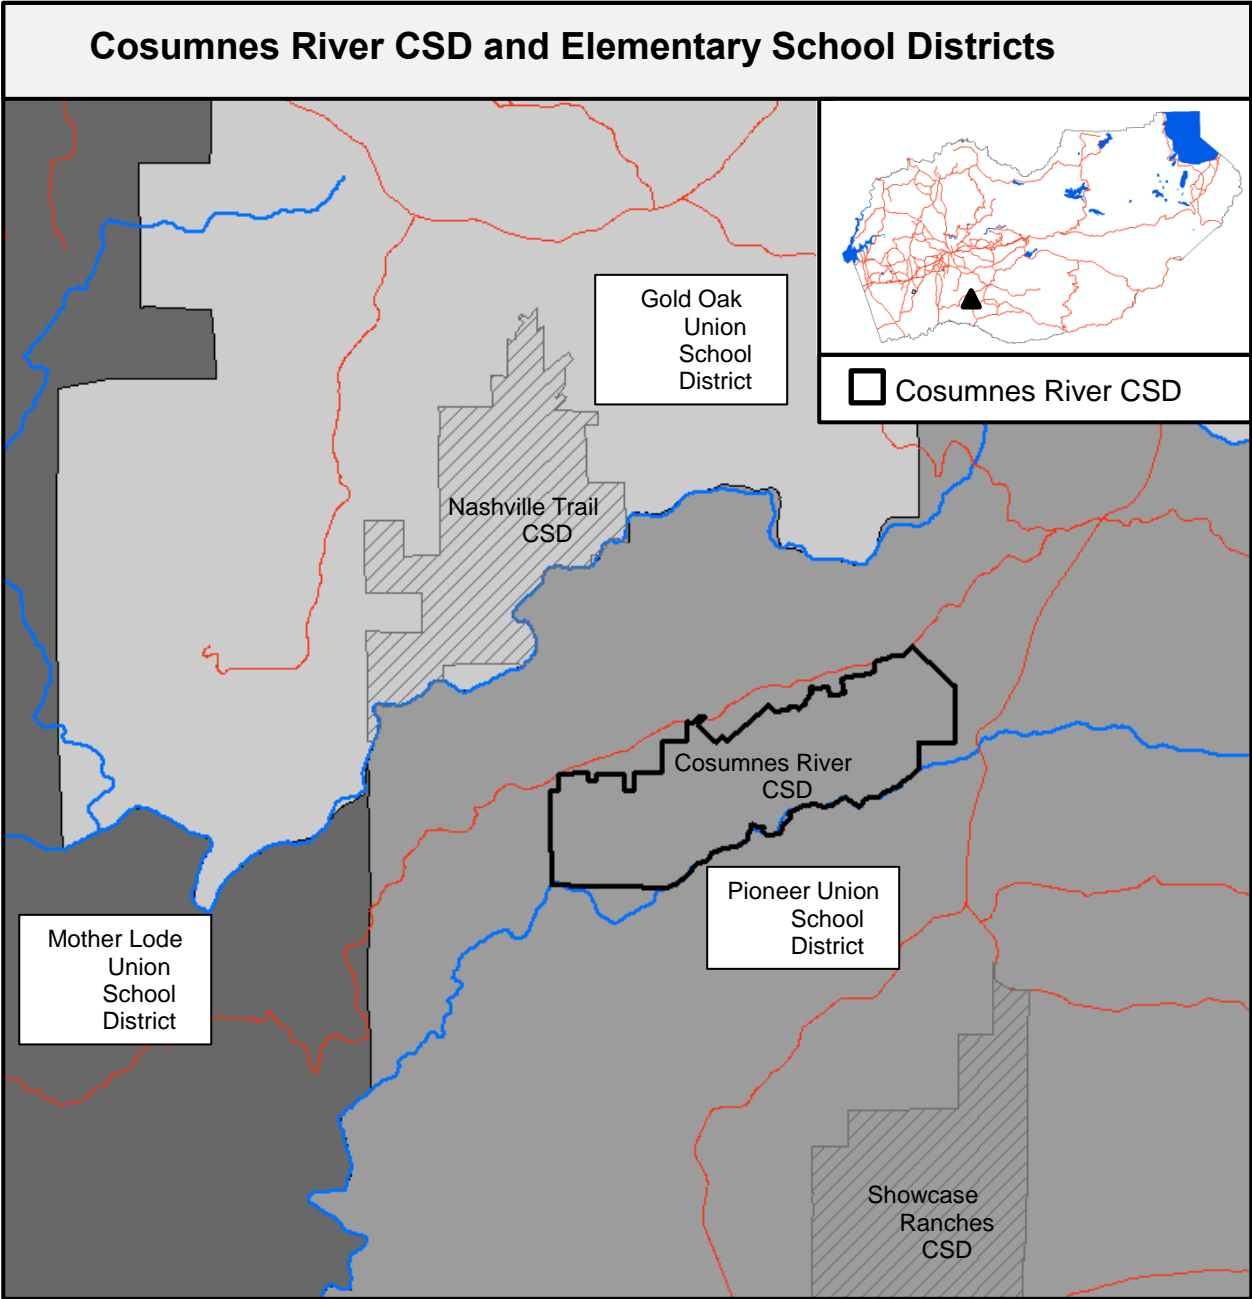 Cosumnes River CSD and Elementary School Districts
Gold Oak
Union
School
District
Cosumnes River CSD
Nashville Trail
CSD
Cosumnes River
CSD
Pioneer Union
School
District
Mother Lode
Union
School
District
Showcase
Ranches
CSD